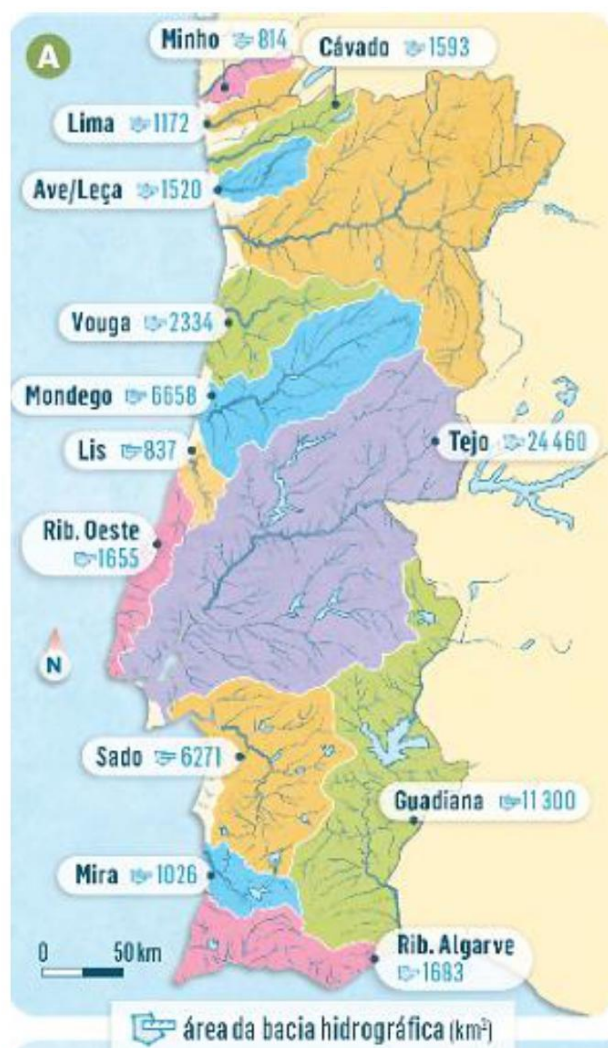 A
Minho 814
Cávado 1593
Lima 1172
Ave/Leça 1520
Vouga 2334
Mondego 6658
Lis 837
Tejo 24 460
Rib. Oeste
1655
N
Sado 6271
Guadiana 11 300
Mira 1026
Rib. Algarve
1683
0 50 km
área da bacia hidrográfica (km²)